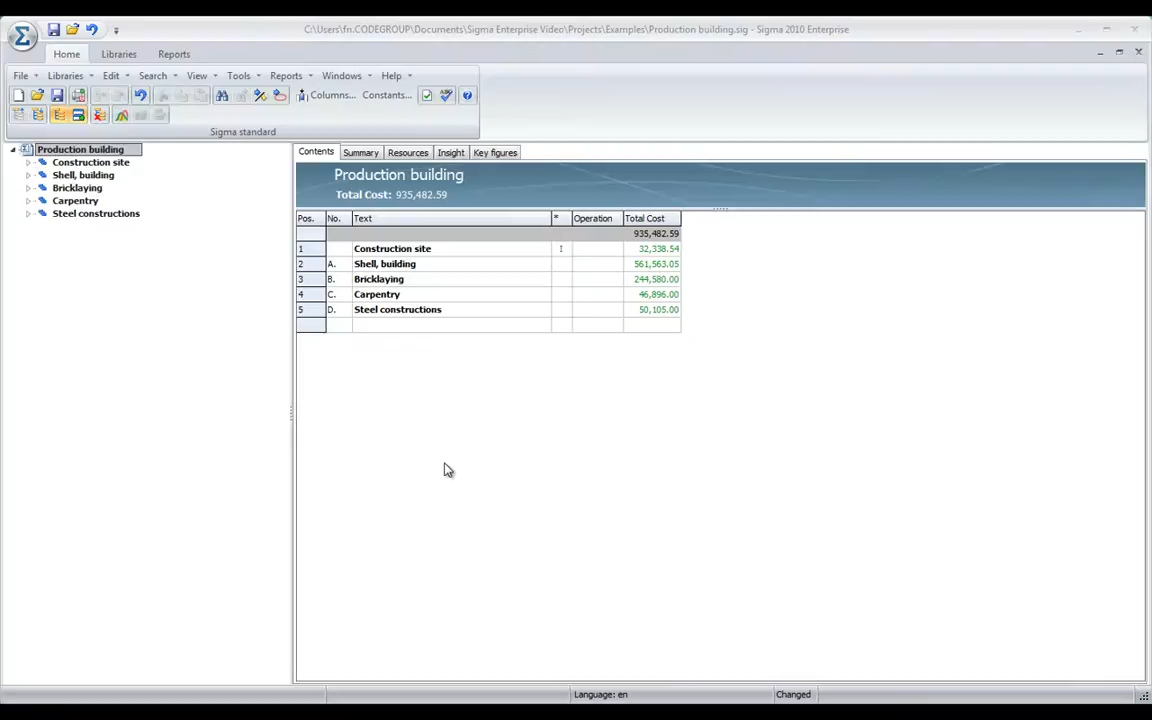 C:\Users\fn.CODEGROUP\Documents\Sigma Enterprise Video\Projects\Examples\Production building.sig - Sigma 2010 Enterprise
Home Libraries Reports
File Libraries Edit Search View Tools Reports Windows Help
Columns... Constants...
Sigma standard
Production building
Construction site
Shell, building
Bricklaying
Carpentry
Steel constructions
Contents Summary Resources Insight Key figures
Production building
Total Cost: 935,482.59
Pos. No. Text * Operation Total Cost
935,482.59
1 Construction site I 32,338.54
2 A. Shell, building 561,563.05
3 B. Bricklaying 244,580.00
4 C. Carpentry 46,896.00
5 D. Steel constructions 50,105.00
Language: en Changed